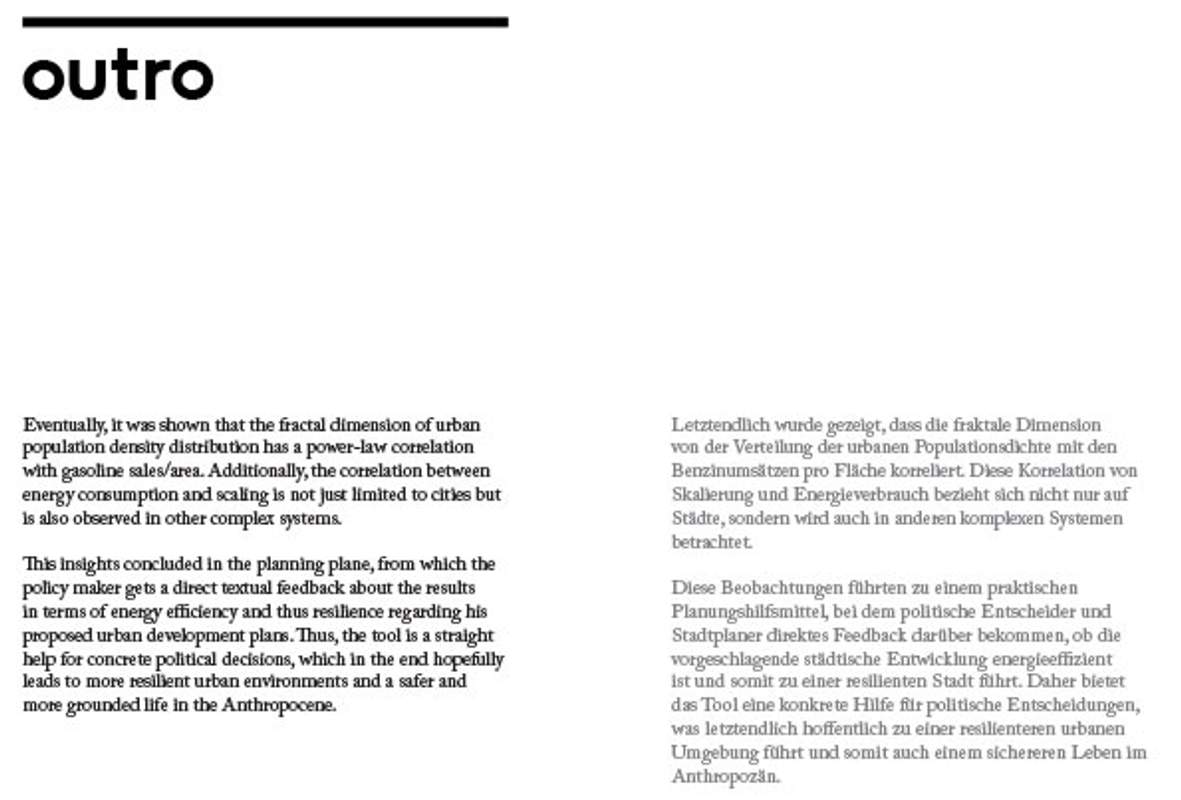 outro
Eventually, it was shown that the fractal dimension of urban
population density distribution has a power-law correlation
with gasoline sales/area. Additionally, the correlation between
energy consumption and scaling is not just limited to cities but
is also observed in other complex systems.
This insights concluded in the planning plane, from which the
policy maker gets a direct textual feedback about the results
in terms of energy efficiency and thus resilience regarding his
proposed urban development plans. Thus, the tool is a straight
help for concrete political decisions, which in the end hopefully
leads to more resilient urban environments and a safer and
more grounded life in the Anthropocene.
Letztendlich wurde gezeigt, dass die fraktale Dimension
von der Verteilung der urbanen Populationsdichte mit den
Benzinumsätzen pro Fläche korreliert. Diese Korrelation von
Skalierung und Energieverbrauch bezieht sich nicht nur auf
Städte, sondern wird auch in anderen komplexen Systemen
betrachtet.
Diese Beobachtungen führten zu einem praktischen
Planungshilfsmittel, bei dem politische Entscheider und
Stadtplaner direktes Feedback darüber bekommen, ob die
vorgeschlagende städtische Entwicklung energieeffizient
ist und somit zu einer resilienten Stadt führt. Daher bietet
das Tool eine konkrete Hilfe für politische Entscheidungen,
was letztendlich hoffentlich zu einer resilienteren urbanen
Umgebung führt und somit auch einem sichereren Leben im
Anthropozän.